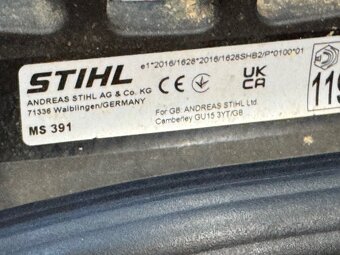 e1*2016/1628*2016/1628SHB2/P*0100*01
STIHL
ANDREAS STIHL AG & Co. KG
71336 Waiblingen/GERMANY
CE
UK
CA
For GB: ANDREAS STIHL Ltd.
Camberley GU15 3YT/GB
MS 391
119